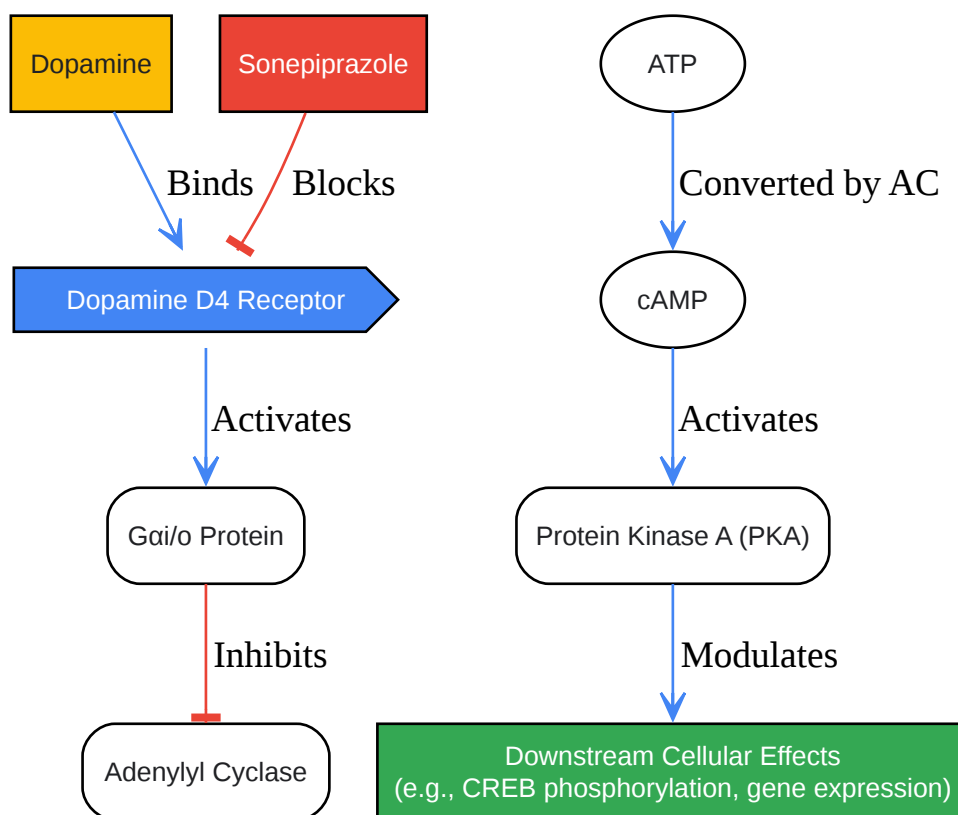 Dopamine
Sonepiprazole
ATP
Binds
Blocks
Converted by AC
Dopamine D4 Receptor
cAMP
Activates
Activates
Gαi/o Protein
Protein Kinase A (PKA)
Inhibits
Modulates
Adenylyl Cyclase
Downstream Cellular Effects
(e.g., CREB phosphorylation, gene expression)